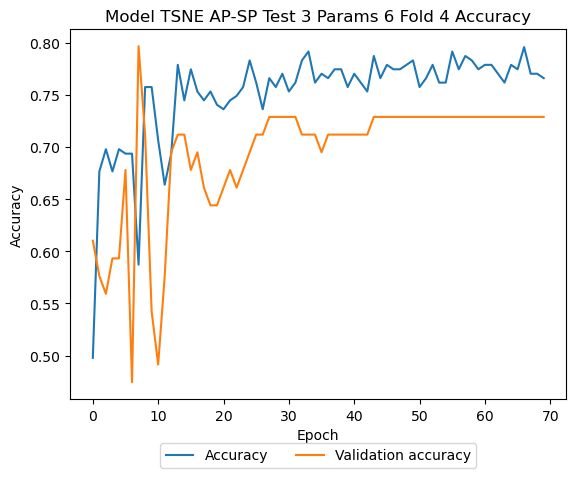 Model TSNE AP-SP Test 3 Params 6 Fold 4 Accuracy
Accuracy
0.80
0.75
0.70
0.65
0.60
0.55
0.50
0 10 20 30 40 50 60 70
Epoch
Accuracy Validation accuracy